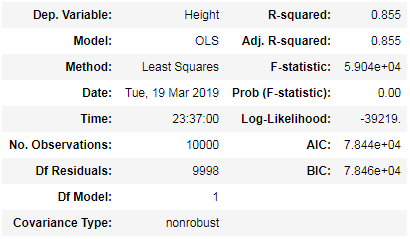 Dep. Variable: Height R-squared: 0.855
Model: OLS Adj. R-squared: 0.855
Method: Least Squares F-statistic: 5.904e+04
Date: Tue, 19 Mar 2019 Prob (F-statistic): 0.00
Time: 23:37:00 Log-Likelihood: -39219.
No. Observations: 10000 AIC: 7.844e+04
Df Residuals: 9998 BIC: 7.846e+04
Df Model: 1
Covariance Type: nonrobust